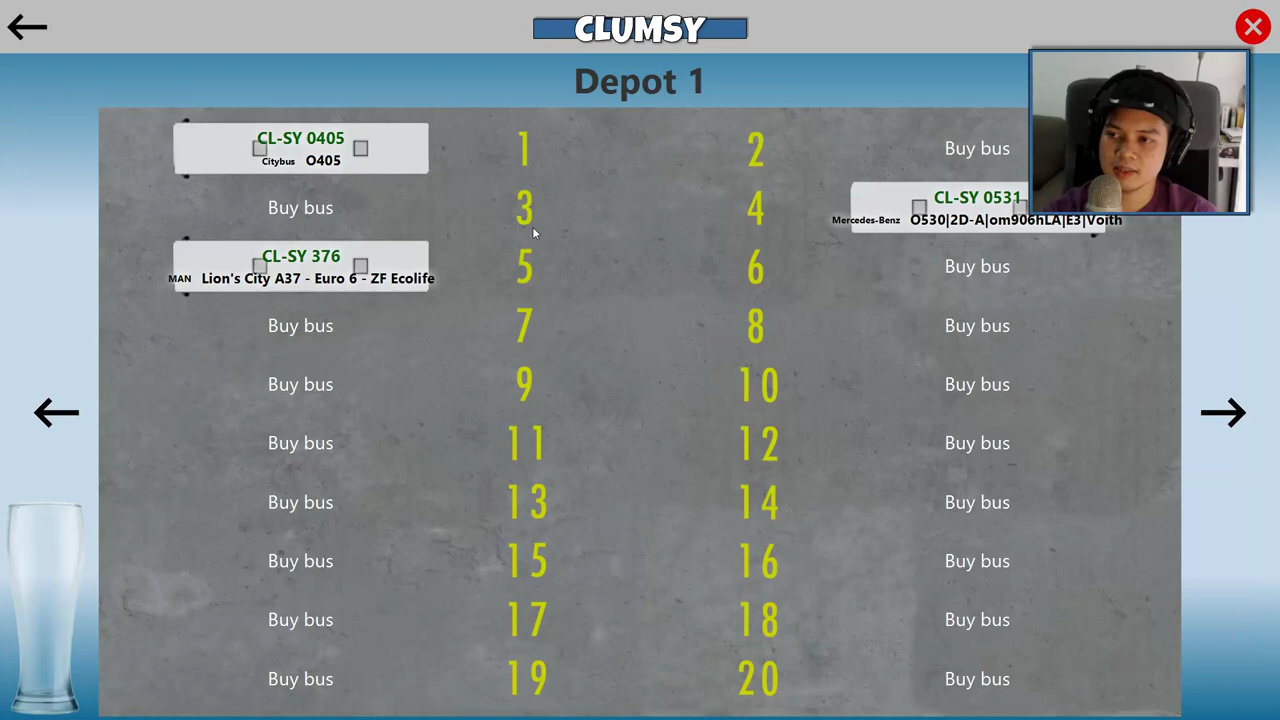 CLUMSY
Depot 1
CL-SY 0405
Citybus O405
1
2
Buy bus
Buy bus
3
4
CL-SY 0531
Mercedes-Benz O530|2D-A|om906hLA|E3|Voith
CL-SY 376
MAN Lion's City A37 - Euro 6 - ZF Ecolife
5
6
Buy bus
Buy bus
7
8
Buy bus
Buy bus
9
10
Buy bus
Buy bus
11
12
Buy bus
Buy bus
13
14
Buy bus
Buy bus
15
16
Buy bus
Buy bus
17
18
Buy bus
Buy bus
19
20
Buy bus